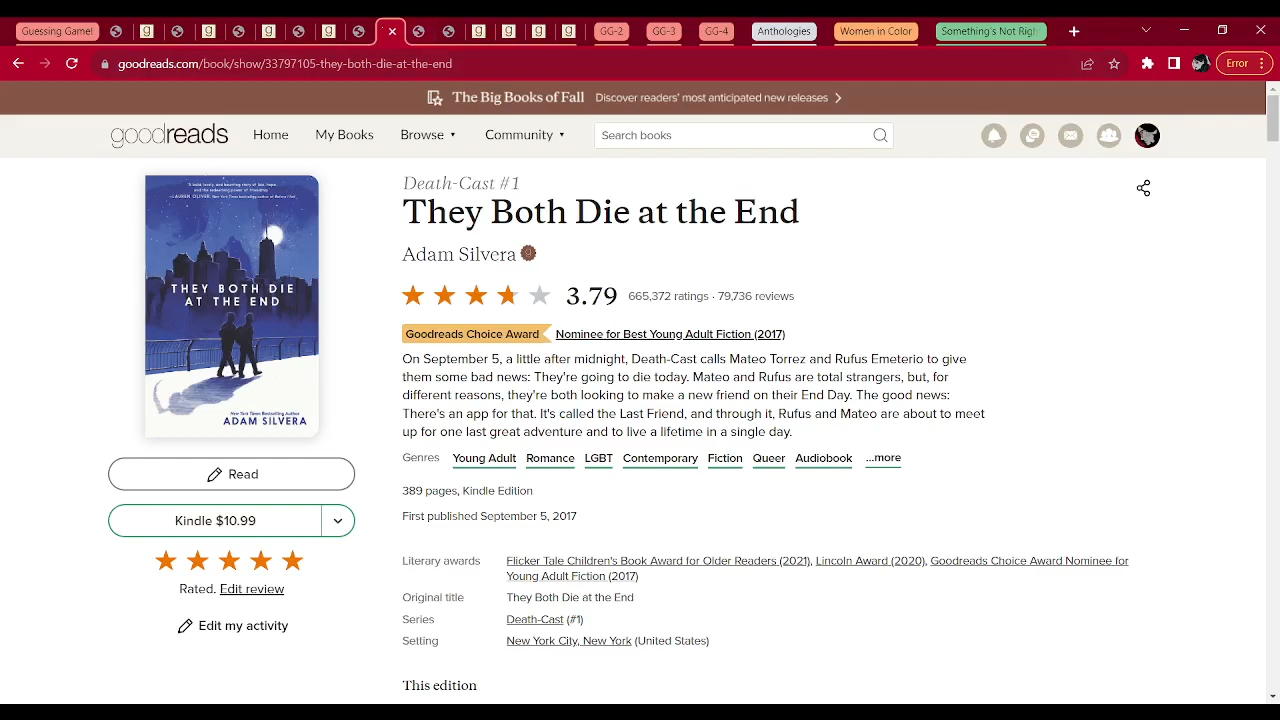 Guessing Game!
GG-2
GG-3
GG-4
Anthologies
Women in Color
Something's Not Righ
goodreads.com/book/show/33797105-they-both-die-at-the-end
Error
The Big Books of Fall Discover readers' most anticipated new releases
goodreads
Home
My Books
Browse
Community
Search books
Death-Cast #1
They Both Die at the End
Adam Silvera
3.79 665,372 ratings · 79,736 reviews
Goodreads Choice Award Nominee for Best Young Adult Fiction (2017)
On September 5, a little after midnight, Death-Cast calls Mateo Torrez and Rufus Emeterio to give
them some bad news: They're going to die today. Mateo and Rufus are total strangers, but, for
different reasons, they're both looking to make a new friend on their End Day. The good news:
There's an app for that. It's called the Last Friend, and through it, Rufus and Mateo are about to meet
up for one last great adventure and to live a lifetime in a single day.
Genres Young Adult Romance LGBT Contemporary Fiction Queer Audiobook ...more
389 pages, Kindle Edition
First published September 5, 2017
Literary awards Flicker Tale Children's Book Award for Older Readers (2021), Lincoln Award (2020), Goodreads Choice Award Nominee for
Young Adult Fiction (2017)
Original title They Both Die at the End
Series Death-Cast (#1)
Setting New York City, New York (United States)
This edition
THEY BOTH DIE
AT THE END
New York Times Bestselling Author
ADAM SILVERA
Read
Kindle $10.99
Rated. Edit review
Edit my activity